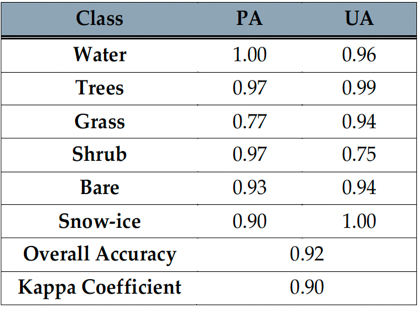 Class PA UA
Water 1.00 0.96
Trees 0.97 0.99
Grass 0.77 0.94
Shrub 0.97 0.75
Bare 0.93 0.94
Snow-ice 0.90 1.00
Overall Accuracy 0.92
Kappa Coefficient 0.90